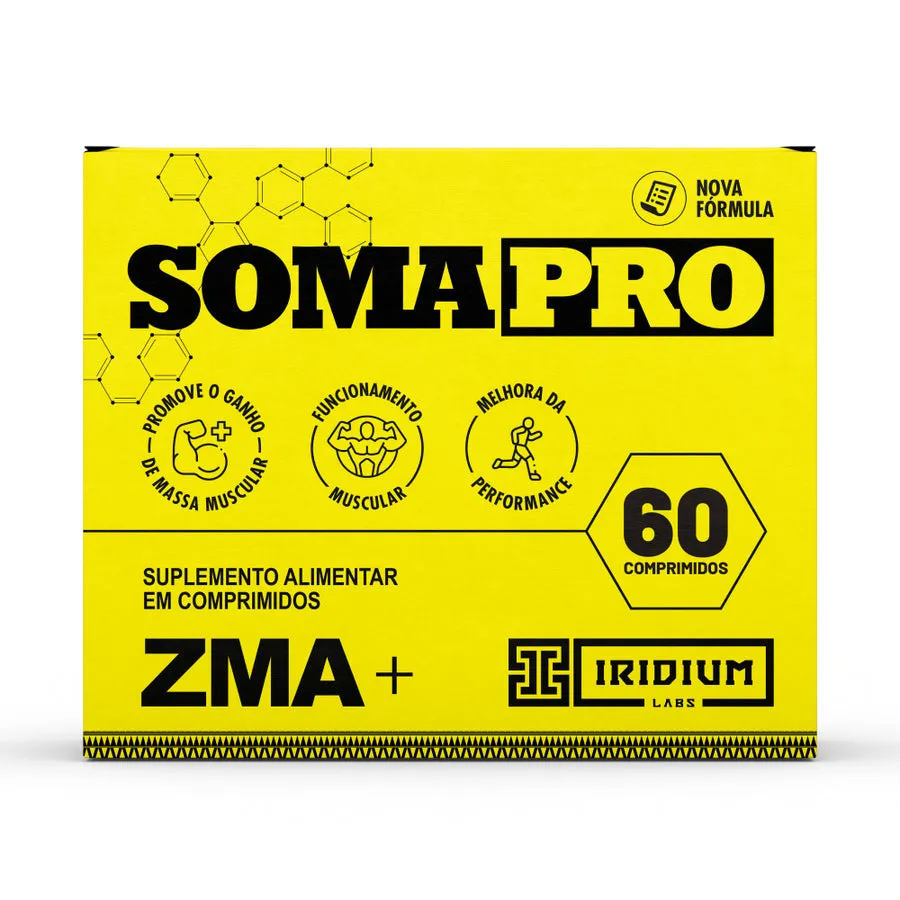 NOVA
FÓRMULA
SOMAPRO
PROMOVE O GANHO
DE MASSA MUSCULAR
FUNCIONAMENTO
MUSCULAR
MELHORA DA
PERFORMANCE
60
COMPRIMIDOS
SUPLEMENTO ALIMENTAR
EM COMPRIMIDOS
ZMA+
IRIDIUM
LABS